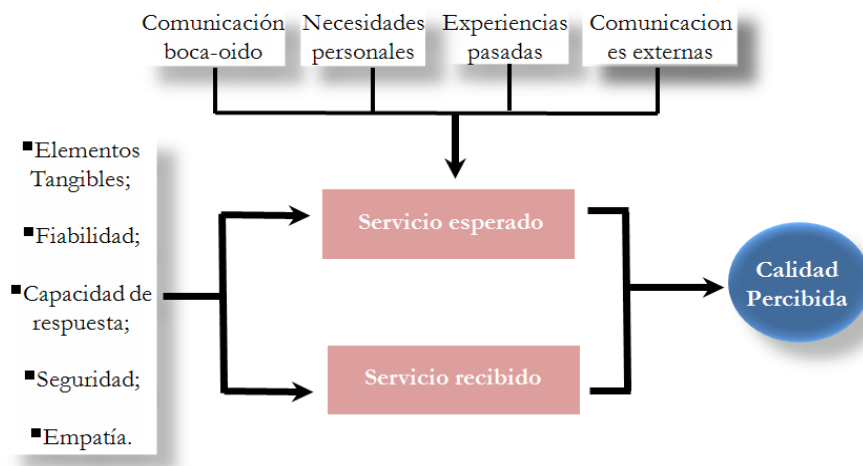 Comunicación
boca-oido
Necesidades
personales
Experiencias
pasadas
Comunicacion
es externas
▪Elementos
Tangibles;
▪Fiabilidad;
▪Capacidad de
respuesta;
▪Seguridad;
▪Empatía.
Servicio esperado
Servicio recibido
Calidad
Percibida